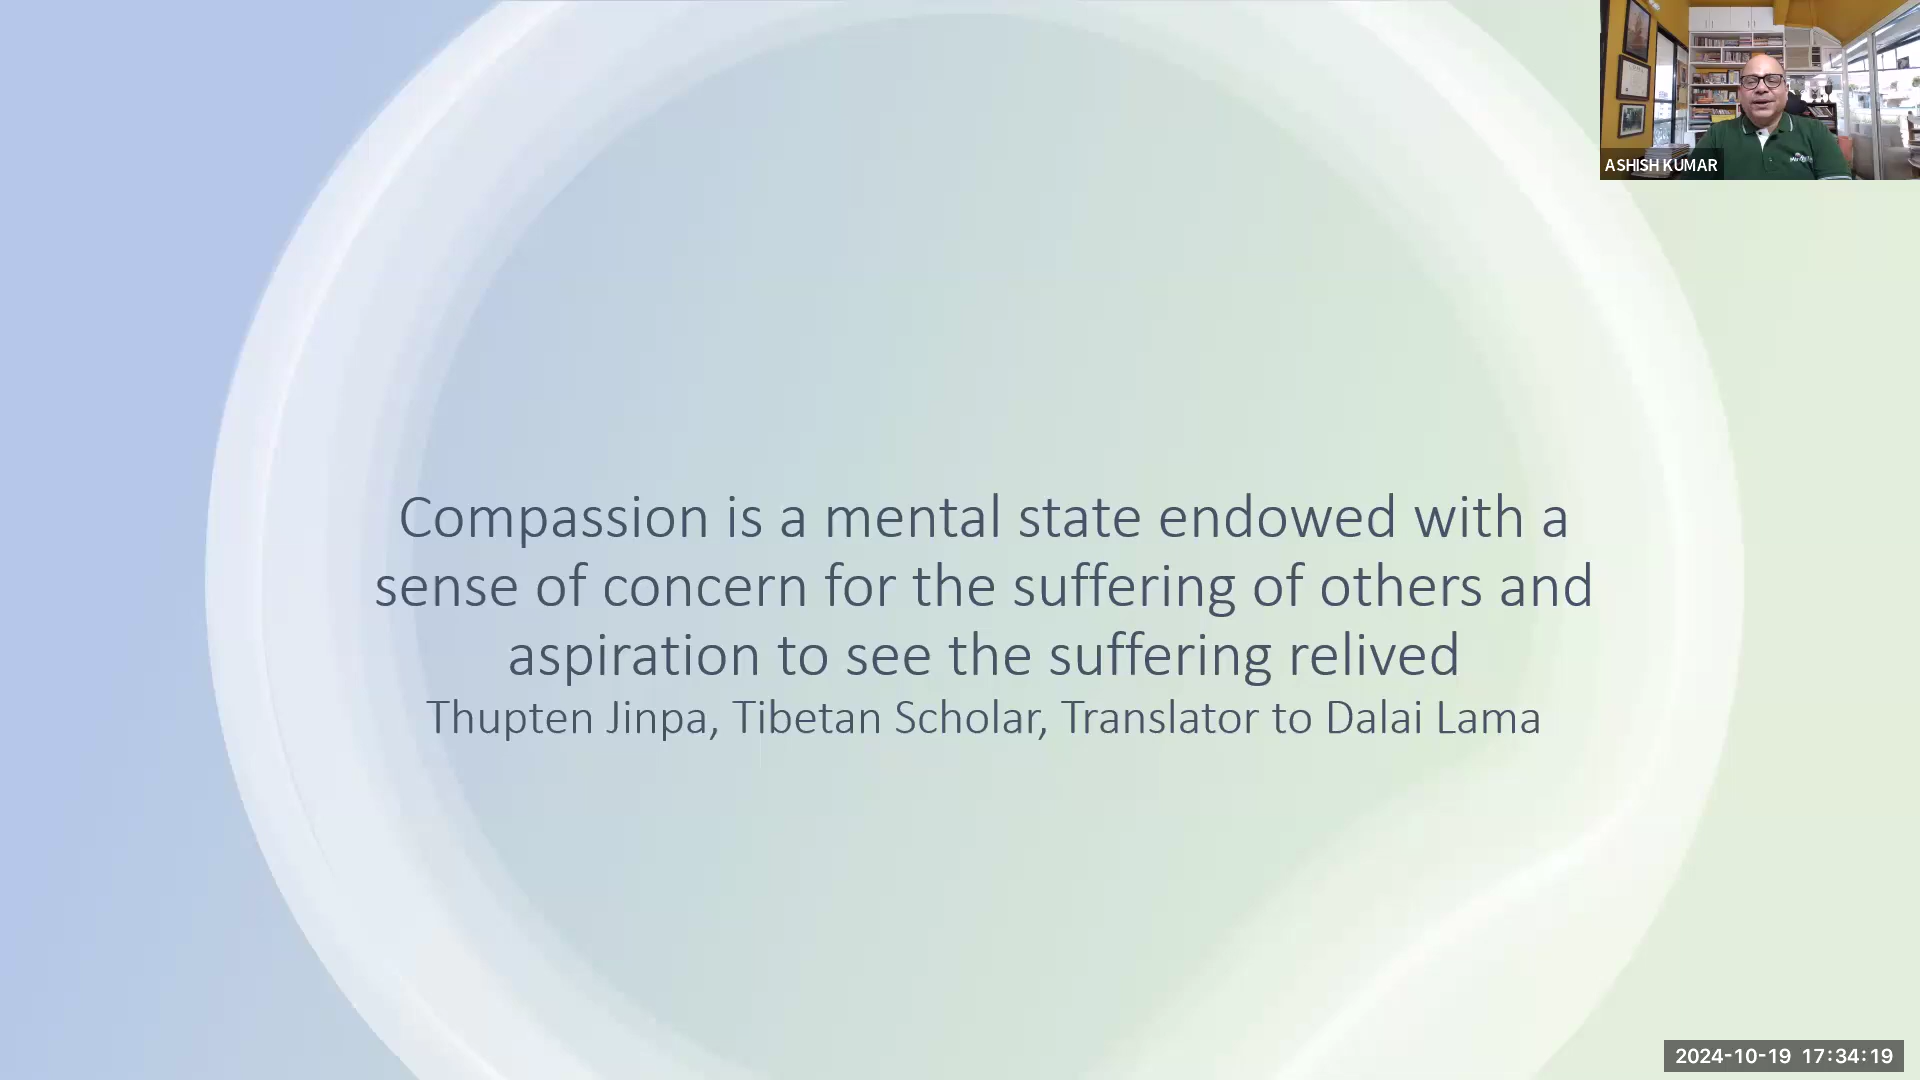 ASHISH KUMAR
Compassion is a mental state endowed with a
sense of concern for the suffering of others and
aspiration to see the suffering relived
Thupten Jinpa, Tibetan Scholar, Translator to Dalai Lama
2024-10-19 17:34:19